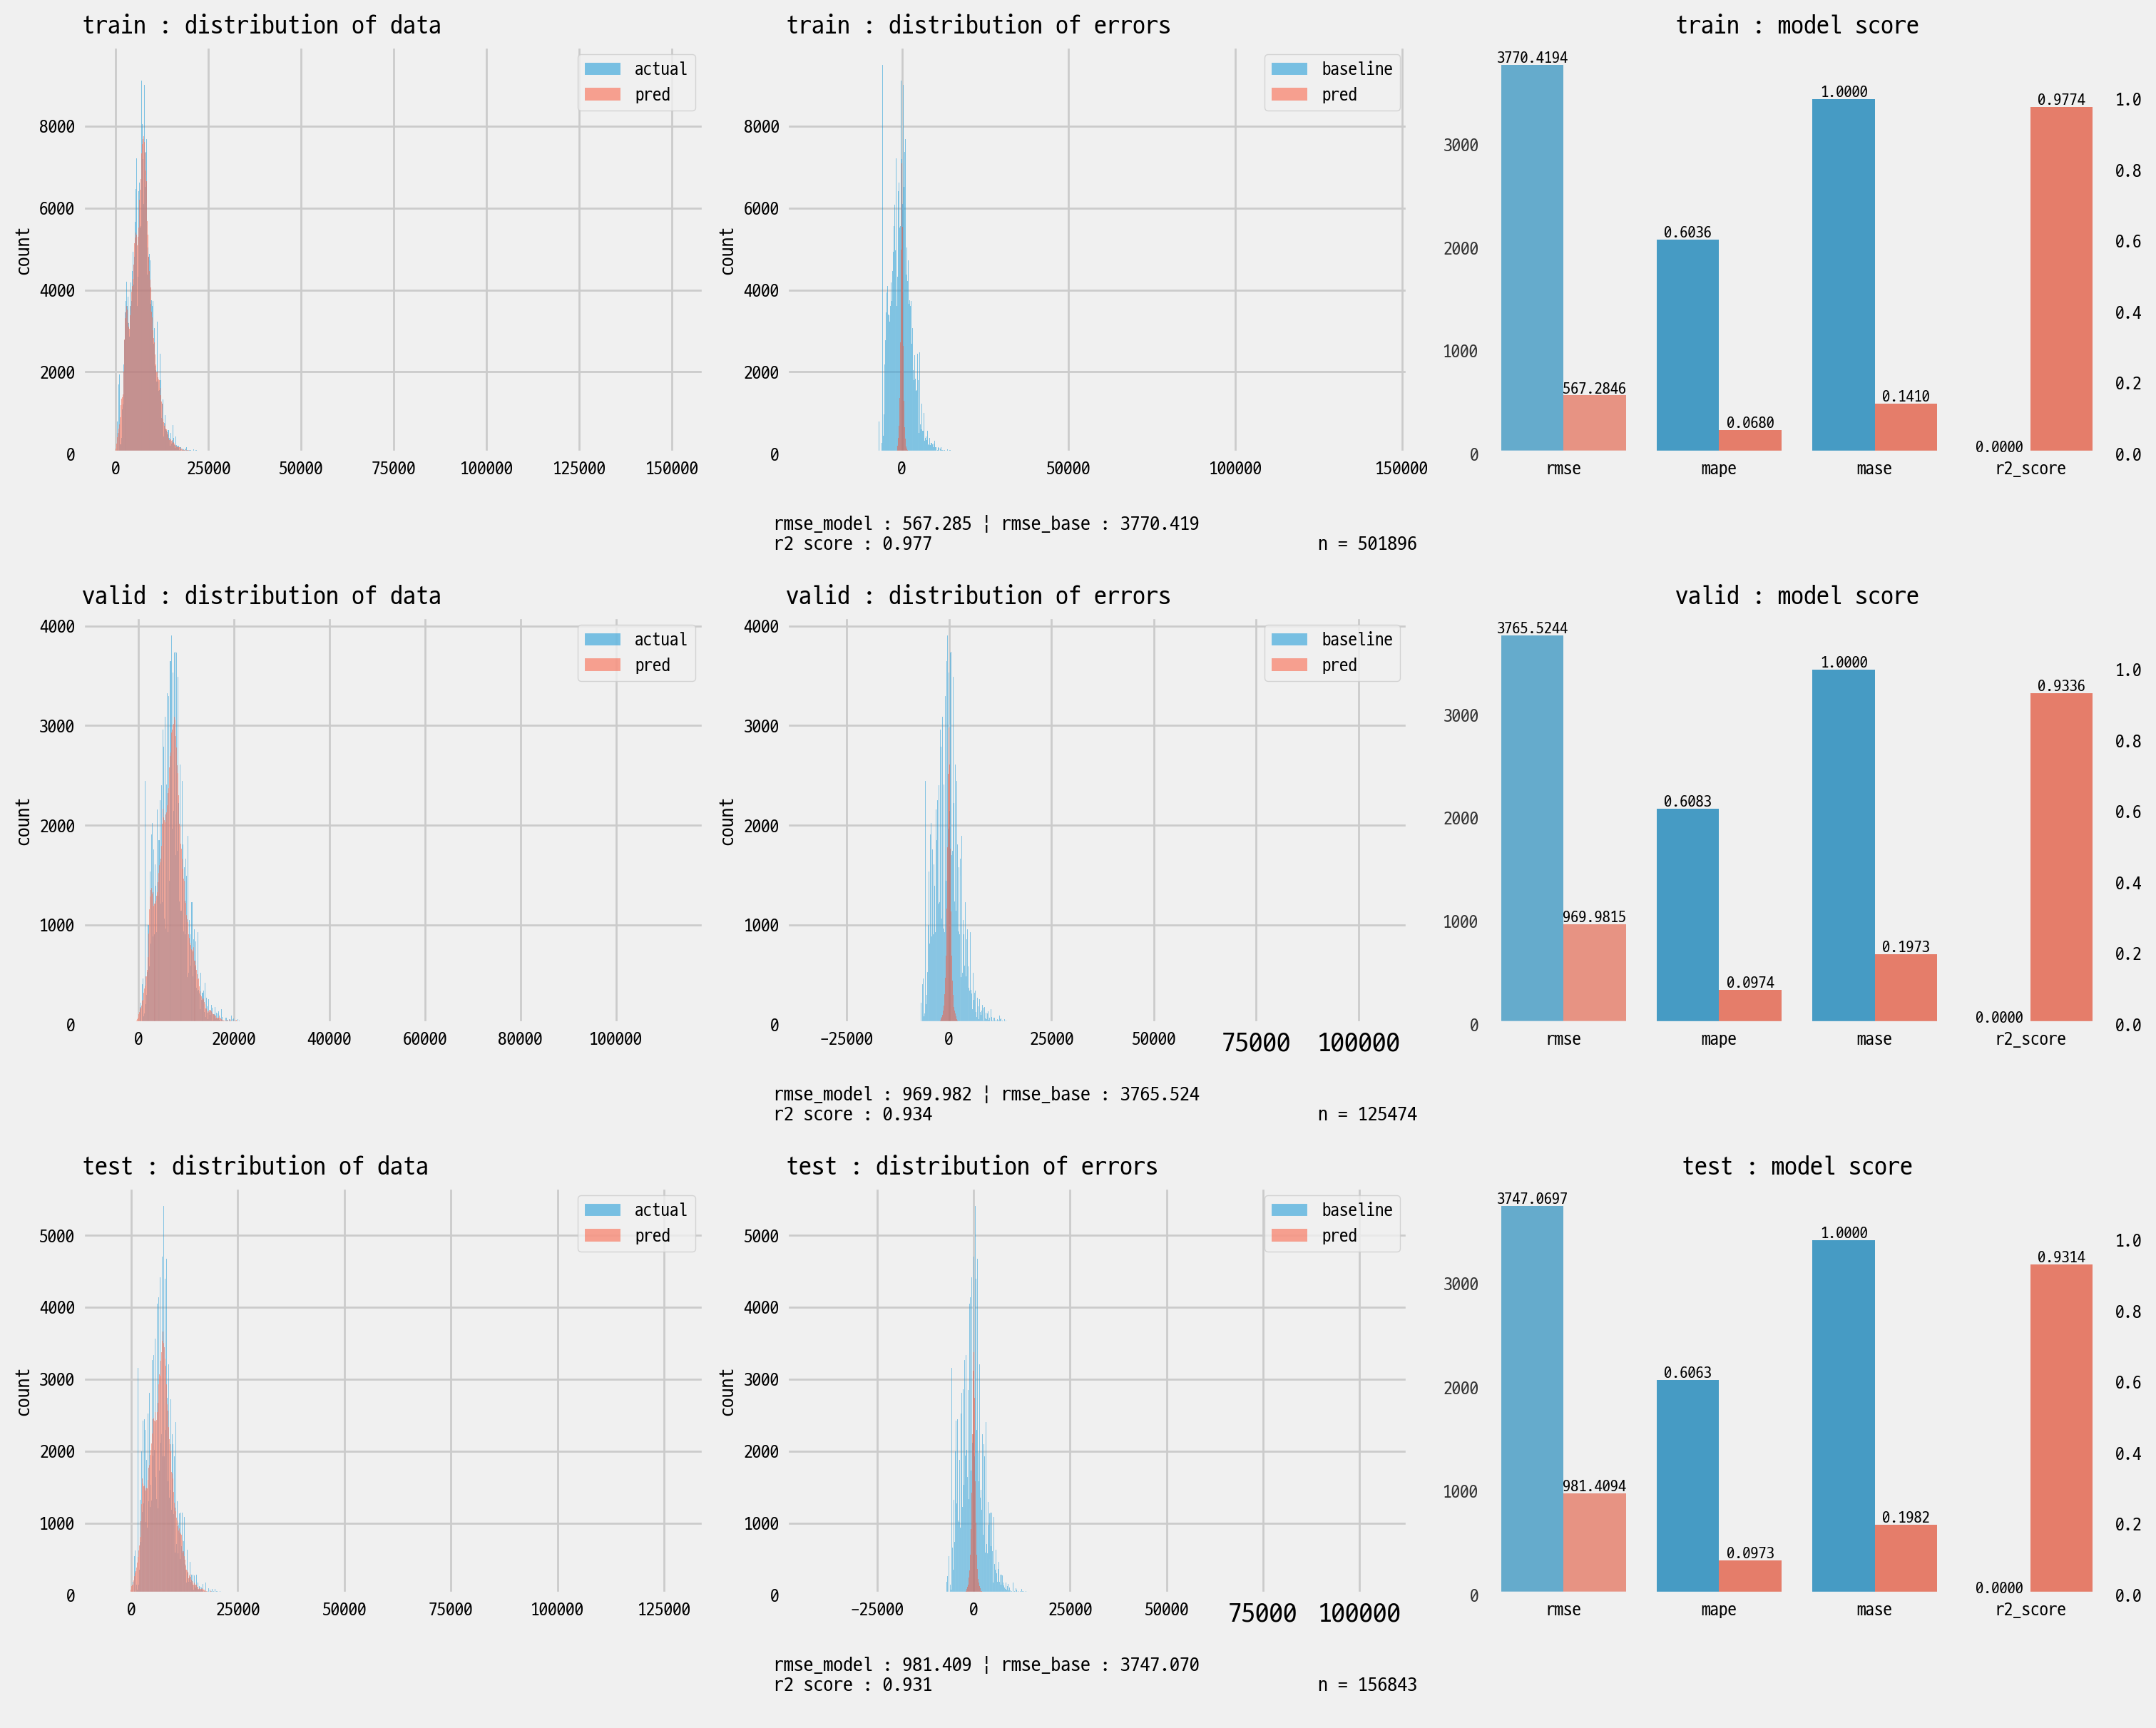 train : distribution of data
actual
pred
count
8000
6000
4000
2000
0
0 25000 50000 75000 100000 125000 150000
train : distribution of errors
baseline
pred
count
8000
6000
4000
2000
0
0 50000 100000 150000
rmse_model : 567.285 ¦ rmse_base : 3770.419
r2 score : 0.977 n = 501896
train : model score
3770.4194
567.2846
0.6036
0.0680
1.0000
0.1410
0.0000
0.9774
3000
2000
1000
0
1.0
0.8
0.6
0.4
0.2
0.0
rmse mape mase r2_score
valid : distribution of data
actual
pred
count
4000
3000
2000
1000
0
0 20000 40000 60000 80000 100000
valid : distribution of errors
baseline
pred
count
4000
3000
2000
1000
0
−25000 0 25000 50000 75000 100000
rmse_model : 969.982 ¦ rmse_base : 3765.524
r2 score : 0.934 n = 125474
valid : model score
3765.5244
969.9815
0.6083
0.0974
1.0000
0.1973
0.0000
0.9336
3000
2000
1000
0
1.0
0.8
0.6
0.4
0.2
0.0
rmse mape mase r2_score
test : distribution of data
actual
pred
count
5000
4000
3000
2000
1000
0
0 25000 50000 75000 100000 125000
test : distribution of errors
baseline
pred
count
5000
4000
3000
2000
1000
0
−25000 0 25000 50000 75000 100000
rmse_model : 981.409 ¦ rmse_base : 3747.070
r2 score : 0.931 n = 156843
test : model score
3747.0697
981.4094
0.6063
0.0973
1.0000
0.1982
0.0000
0.9314
3000
2000
1000
0
1.0
0.8
0.6
0.4
0.2
0.0
rmse mape mase r2_score